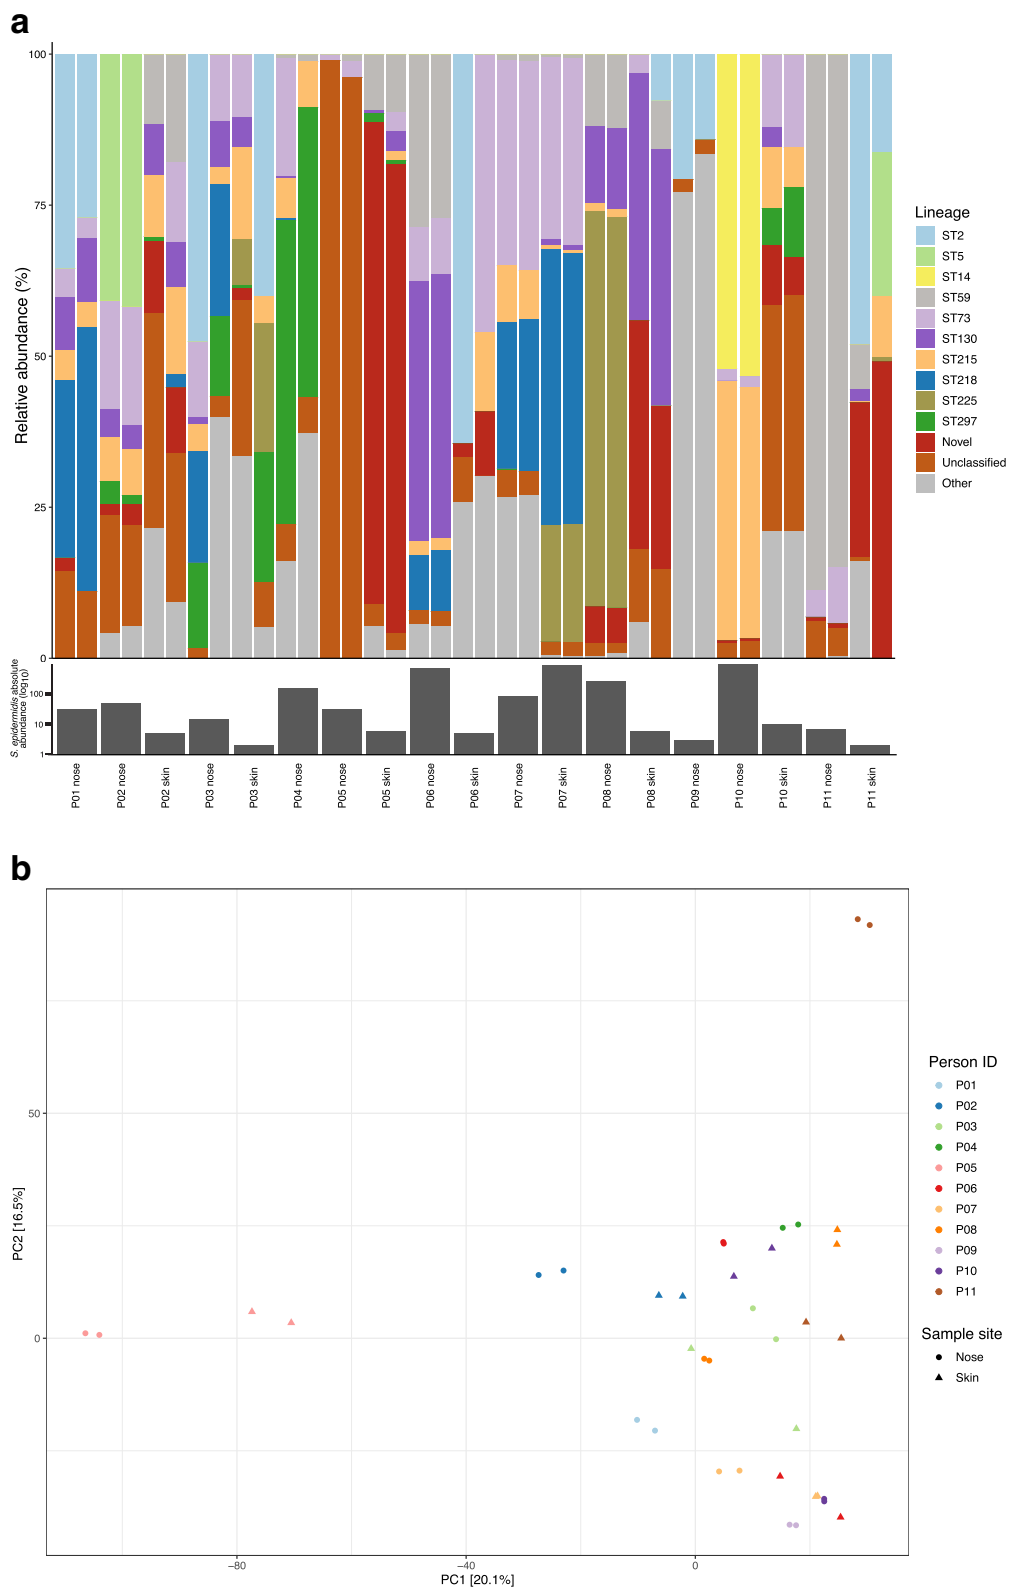 a
Relative abundance (%)
100
75
50
25
0
Lineage
ST2
ST5
ST14
ST59
ST73
ST130
ST215
ST218
ST225
ST297
Novel
Unclassified
Other
S. epidermidis absolute
abundance (log10)
100
10
1
P01 nose
P02 nose
P02 skin
P03 nose
P03 skin
P04 nose
P05 nose
P05 skin
P06 nose
P06 skin
P07 nose
P07 skin
P08 nose
P08 skin
P09 nose
P10 nose
P10 skin
P11 nose
P11 skin
b
PC2 [16.5%]
50
0
−80
−40
0
PC1 [20.1%]
Person ID
P01
P02
P03
P04
P05
P06
P07
P08
P09
P10
P11
Sample site
Nose
Skin